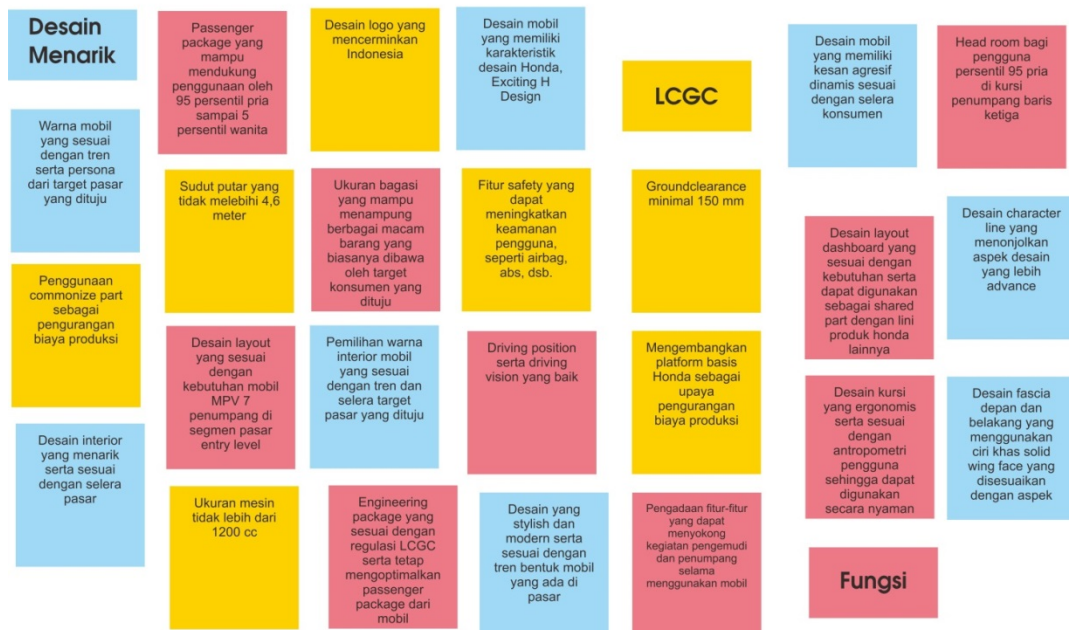 Desain
Menarik
Passenger
package yang
mampu
mendukung
penggunaan oleh
95 persentil pria
sampai 5
persentil wanita
Desain logo yang
mencerminkan
Indonesia
Desain mobil
yang memiliki
karakteristik
desain Honda,
Exciting H
Design
LCGC
Desain mobil
yang memiliki
kesan agresif
dinamis sesuai
dengan selera
konsumen
Head room bagi
pengguna
persentil 95 pria
di kursi
penumpang baris
ketiga
Warna mobil
yang sesuai
dengan tren
serta persona
dari target pasar
yang dituju
Sudut putar yang
tidak melebihi 4,6
meter
Ukuran bagasi
yang mampu
menampung
berbagai macam
barang yang
biasanya dibawa
oleh target
konsumen yang
dituju
Fitur safety yang
dapat
meningkatkan
keamanan
pengguna,
seperti airbag,
abs, dsb.
Groundclearance
minimal 150 mm
Desain layout
dashboard yang
sesuai dengan
kebutuhan serta
dapat digunakan
sebagai shared
part dengan lini
produk honda
lainnya
Desain character
line yang
menonjolkan
aspek desain
yang lebih
advance
Penggunaan
commonize part
sebagai
pengurangan
biaya produksi
Desain layout
yang sesuai
dengan
kebutuhan mobil
MPV 7
penumpang di
segmen pasar
entry level
Pemilihan warna
interior mobil
yang sesuai
dengan tren dan
selera target
pasar yang dituju
Driving position
serta driving
vision yang baik
Mengembangkan
platform basis
Honda sebagai
upaya
pengurangan
biaya produksi
Desain kursi
yang ergonomis
serta sesuai
dengan
antropometri
pengguna
sehingga dapat
digunakan
secara nyaman
Desain fascia
depan dan
belakang yang
menggunakan
ciri khas solid
wing face yang
disesuaikan
dengan aspek
Desain interior
yang menarik
serta sesuai
dengan selera
pasar
Ukuran mesin
tidak lebih dari
1200 cc
Engineering
package yang
sesuai dengan
regulasi LCGC
serta tetap
mengoptimalkan
passenger
package dari
mobil
Desain yang
stylish dan
modern serta
sesuai dengan
tren bentuk mobil
yang ada di
pasar
Pengadaan fitur-fitur
yang dapat
menyokong
kegiatan pengemudi
dan penumpang
selama
menggunakan mobil
Fungsi